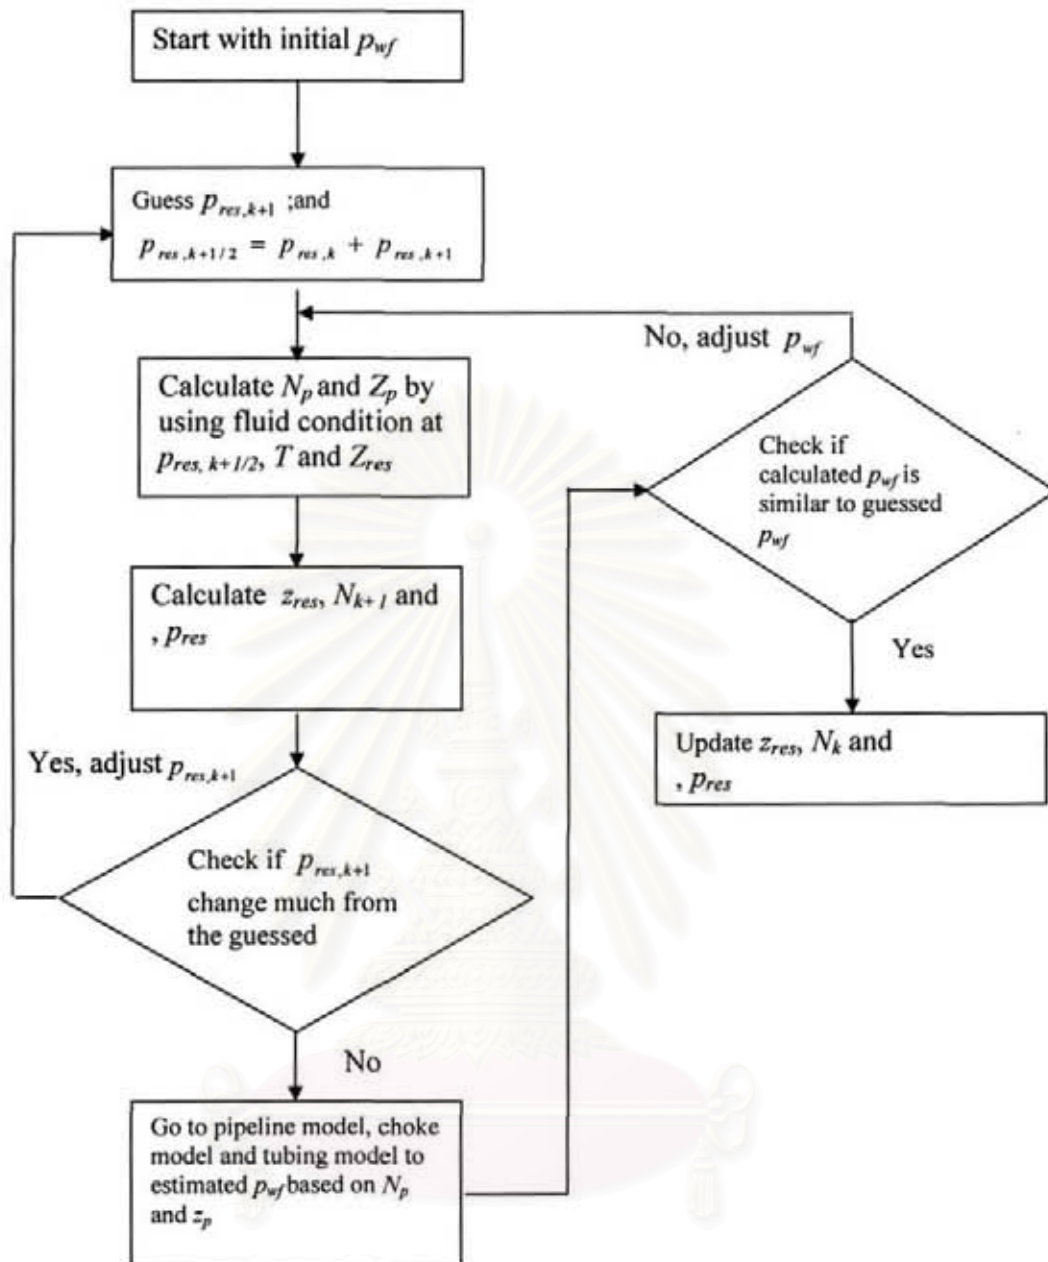 Start with initial p_wf
Guess p_res,k+1 ;and
p_res,k+1/2 = p_res,k + p_res,k+1
No, adjust p_wf
Calculate N_p and Z_p by
using fluid condition at
p_res, k+1/2, T and Z_res
Check if
calculated p_wf is
similar to guessed
p_wf
Calculate z_res, N_k+1 and
, p_res
Yes
Update z_res, N_k and
, p_res
Yes, adjust p_res,k+1
Check if p_res,k+1
change much from
the guessed
No
Go to pipeline model, choke
model and tubing model to
estimated p_wf based on N_p
and z_p